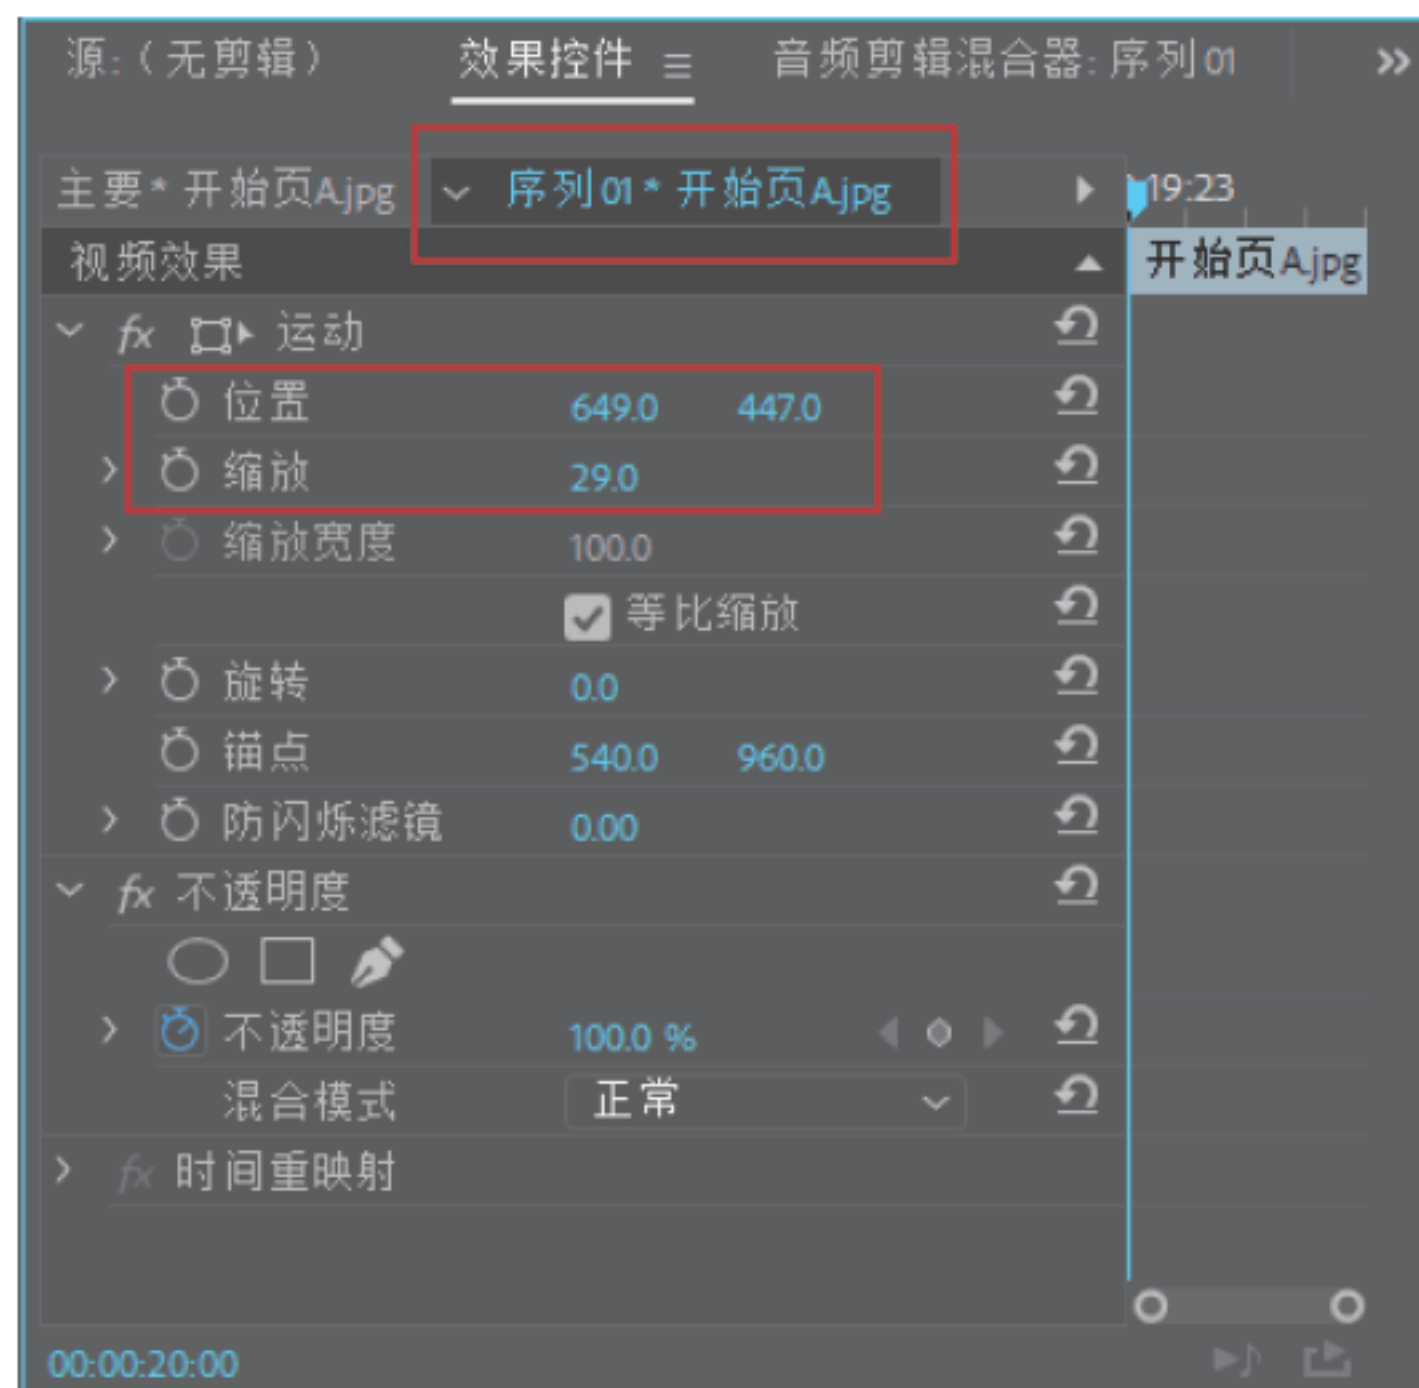 源:（无剪辑） 效果控件 音频剪辑混合器: 序列 01
主要* 开始页A.jpg 序列 01 * 开始页A.jpg 19:23
视频效果 开始页A.jpg
fx 运动
位置 649.0 447.0
缩放 29.0
缩放宽度 100.0
等比缩放
旋转 0.0
锚点 540.0 960.0
防闪烁滤镜 0.00
fx 不透明度
不透明度 100.0 %
混合模式 正常
fx 时间重映射
00:00:20:00